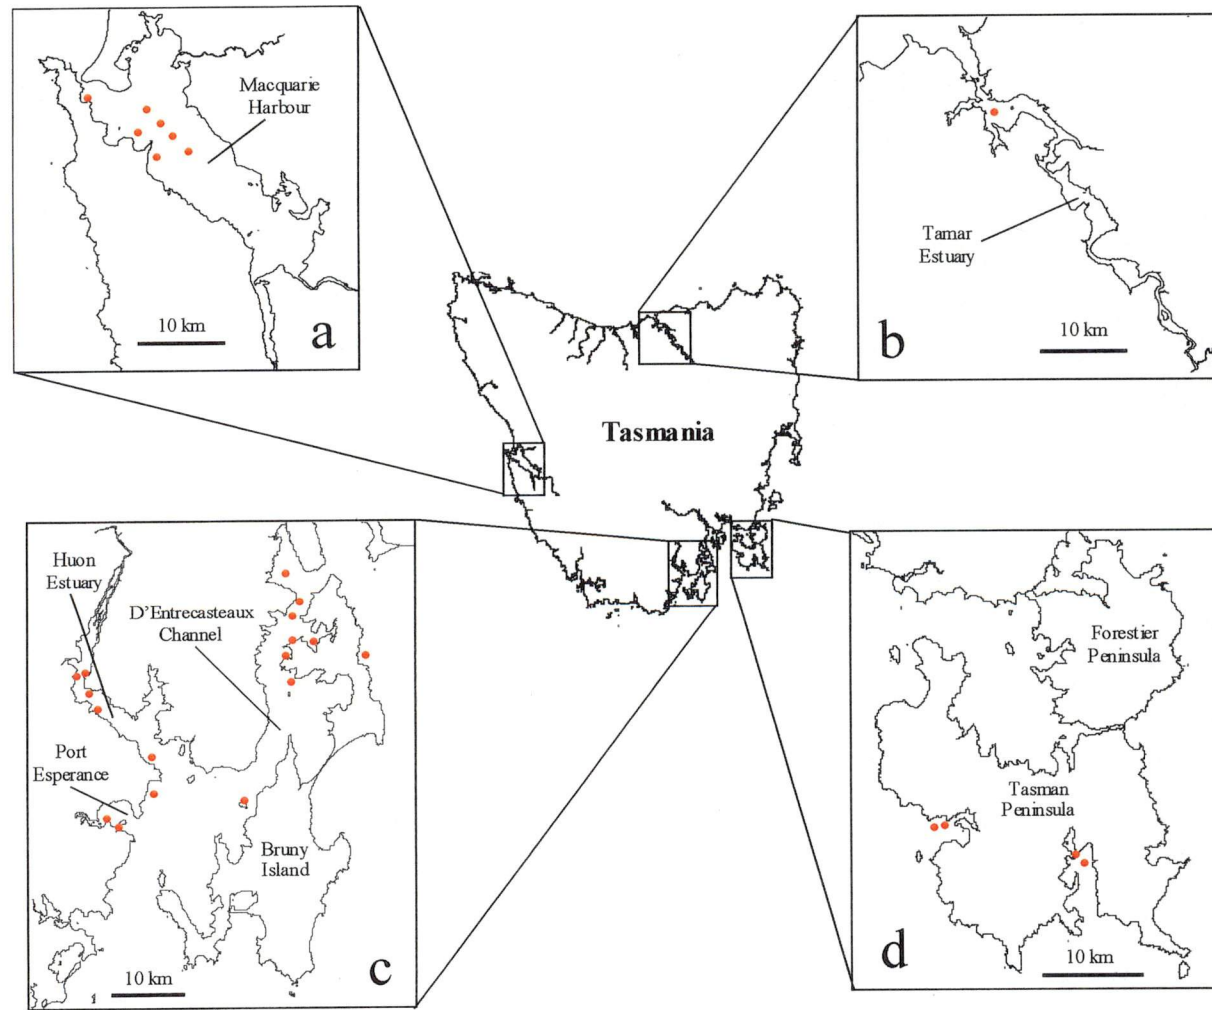 Macquarie
Harbour
10 km
a
Tamar
Estuary
10 km
b
Tasmania
Huon
Estuary
D'Entrecasteaux
Channel
Port
Esperance
Bruny
Island
10 km
c
Forestier
Peninsula
Tasman
Peninsula
10 km
d